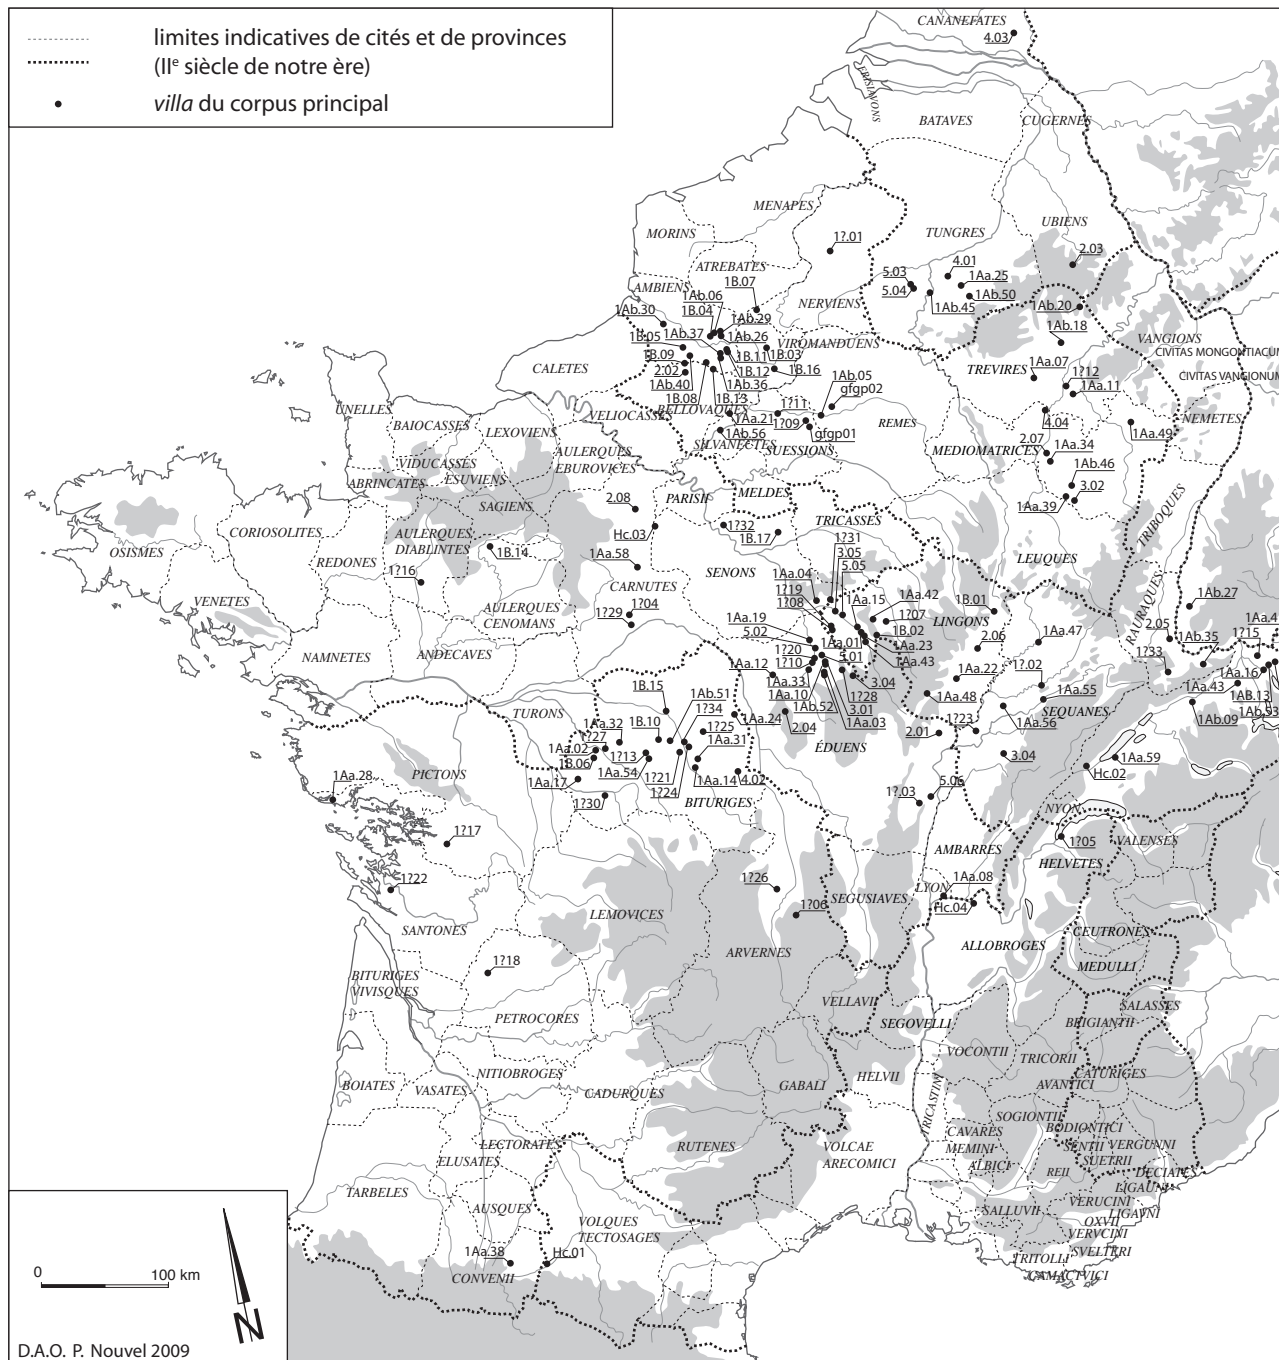 limites indicatives de cités et de provinces
(IIe siècle de notre ère)
villa du corpus principal
CANANEFATES
4.03
FRISIAVONS
BATAVES
CUGERNES
MENAPES
MORINS
TUNGRES
UBIENS
1?.01
2.03
ATREBATES
4.01
5.03
1Aa.25
AMBIENS
1B.07
1Ab.06
5.04
1Ab.50
NERVIENS
1Ab.30
1B.04
1Ab.29
1Ab.45
1Ab.20
1B.05
1Ab.37
1Ab.26
VIROMANDUENS
1Ab.18
VANGIONS
1B.09
1B.11
1B.03
CIVITAS MONGONTIACUM
CALETES
2.02
1B.12
1B.16
TREVIRES
1Aa.07
1?12
CIVITAS VANGIONUM
1Ab.40
1Ab.36
1Ab.05
1Aa.11
1B.08
1B.13
gfgp02
UNELLES
VELIOCASSES
BELLOVAQUES
1?11
NEMETES
BAIOCASSES
LEXOVIENS
1Aa.21
1?09
REMES
4.04
1Aa.49
1Ab.56
gfgp01
AULERQUES
EBUROVICES
SILVANECTES
SUESSIONS
MEDIOMATRICES
2.07
1Aa.34
VIDUCASSES
ESUVIENS
ABRINCATES
1Ab.46
PARISII
MELDES
3.02
2.08
1Aa.39
SAGIENS
TRIBOQUES
CORIOSOLITES
Hc.03
1?32
TRICASSES
OSISMES
AULERQUES
DIABLINTES
1B.17
1?31
REDONES
1B.14
1Aa.58
3.05
LEUQUES
1?16
SENONS
5.05
CARNUTES
1Aa.04
1Aa.42
VENETES
1?19
1Aa.15
1B.01
1Ab.27
1?04
1?08
1?07
LINGONS
RAURAQUES
AULERQUES
CENOMANS
1?29
1Aa.19
1B.02
2.05
5.02
1Aa.01
1Aa.23
2.06
1Aa.47
1Ab.35
1?15
NAMNETES
ANDECAVES
1?20
5.01
1Aa.43
1?33
1Aa.12
1?10
1Aa.22
1?.02
1Aa.16
1Aa.33
3.04
1Aa.43
1B.15
1Ab.51
1Aa.10
1?28
1Aa.48
1Aa.55
1AB.13
1?34
1Ab.52
3.01
SEQUANES
TURONS
1Aa.32
1B.10
1Aa.24
1Aa.03
1?23
1Aa.56
1Ab.09
1?27
1?25
2.04
2.01
1Aa.02
1?13
1Aa.31
ÉDUENS
3.04
1Aa.59
1B.06
1Aa.54
1?21
Hc.02
PICTONS
1Aa.17
1?24
1Aa.14
4.02
1Aa.28
1?30
BITURIGES
5.06
1?.03
NYON
1?17
1?05
VALENSES
AMBARRES
HELVETES
1?22
1?26
1Aa.08
LYON
SEGUSIAVES
Hc.04
LEMOVICES
1?06
SANTONES
CEUTRONES
ARVERNES
ALLOBROGES
1?18
MEDULLI
BITURIGES
VIVISQUES
VELLAVII
SALASSES
PETROCORES
SEGOVELLI
BRIGIANTII
VOCONTII
TRICORII
NITIOBROGES
HELVII
CATURIGES
BOIATES
VASATES
CADURQUES
GABALI
AVANTICI
TRICASTINI
SOGIONTII
CAVARES
BODIONTICI
LECTORATES
RUTENES
VOLCAE
ARECOMICI
MEMINI
SENTII
VERGUNNI
ELUSATES
ALBICI
SUETRII
REII
DECIATES
TARBELES
LIGAUNI
AUSQUES
VERUCINI
VOLQUES
TECTOSAGES
SALLUVII
LIGAVNI
OXVII
VERVCINI
1Aa.38
Hc.01
SVELTERI
CONVENII
TRITOLLI
CAMACTVICI
0
100 km
N
D.A.O. P. Nouvel 2009